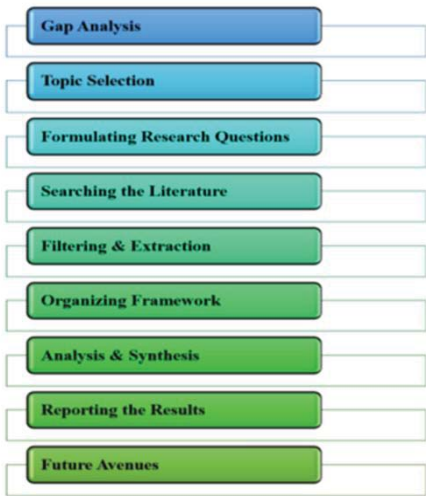 Gap Analysis
Topic Selection
Formulating Research Questions
Searching the Literature
Filtering & Extraction
Organizing Framework
Analysis & Synthesis
Reporting the Results
Future Avenues